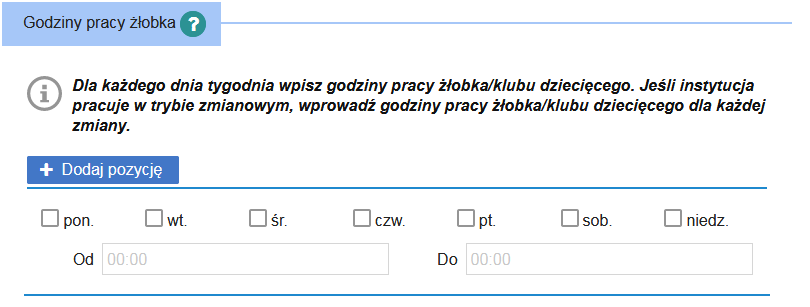 Godziny pracy żłobka ?
Dla każdego dnia tygodnia wpisz godziny pracy żłobka/klubu dziecięcego. Jeśli instytucja
pracuje w trybie zmianowym, wprowadź godziny pracy żłobka/klubu dziecięcego dla każdej
zmiany.
+ Dodaj pozycję
pon. wt. śr. czw. pt. sob. niedz.
Od 00:00 Do 00:00